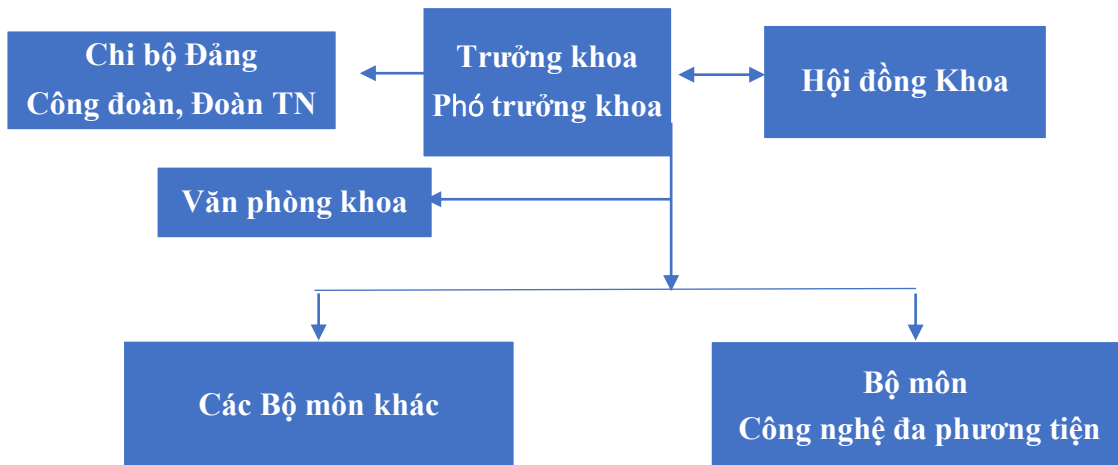 Chi bộ Đảng
Công đoàn, Đoàn TN
Trưởng khoa
Phó trưởng khoa
Hội đồng Khoa
Văn phòng khoa
Các Bộ môn khác
Bộ môn
Công nghệ đa phương tiện